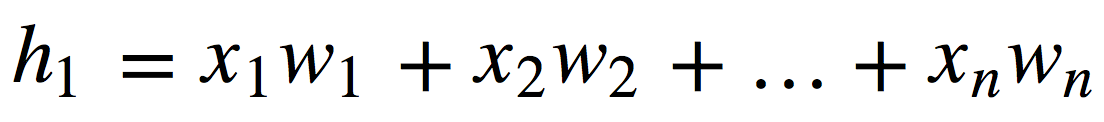 h₁ = x₁w₁ + x₂w₂ + … + xₙwₙ